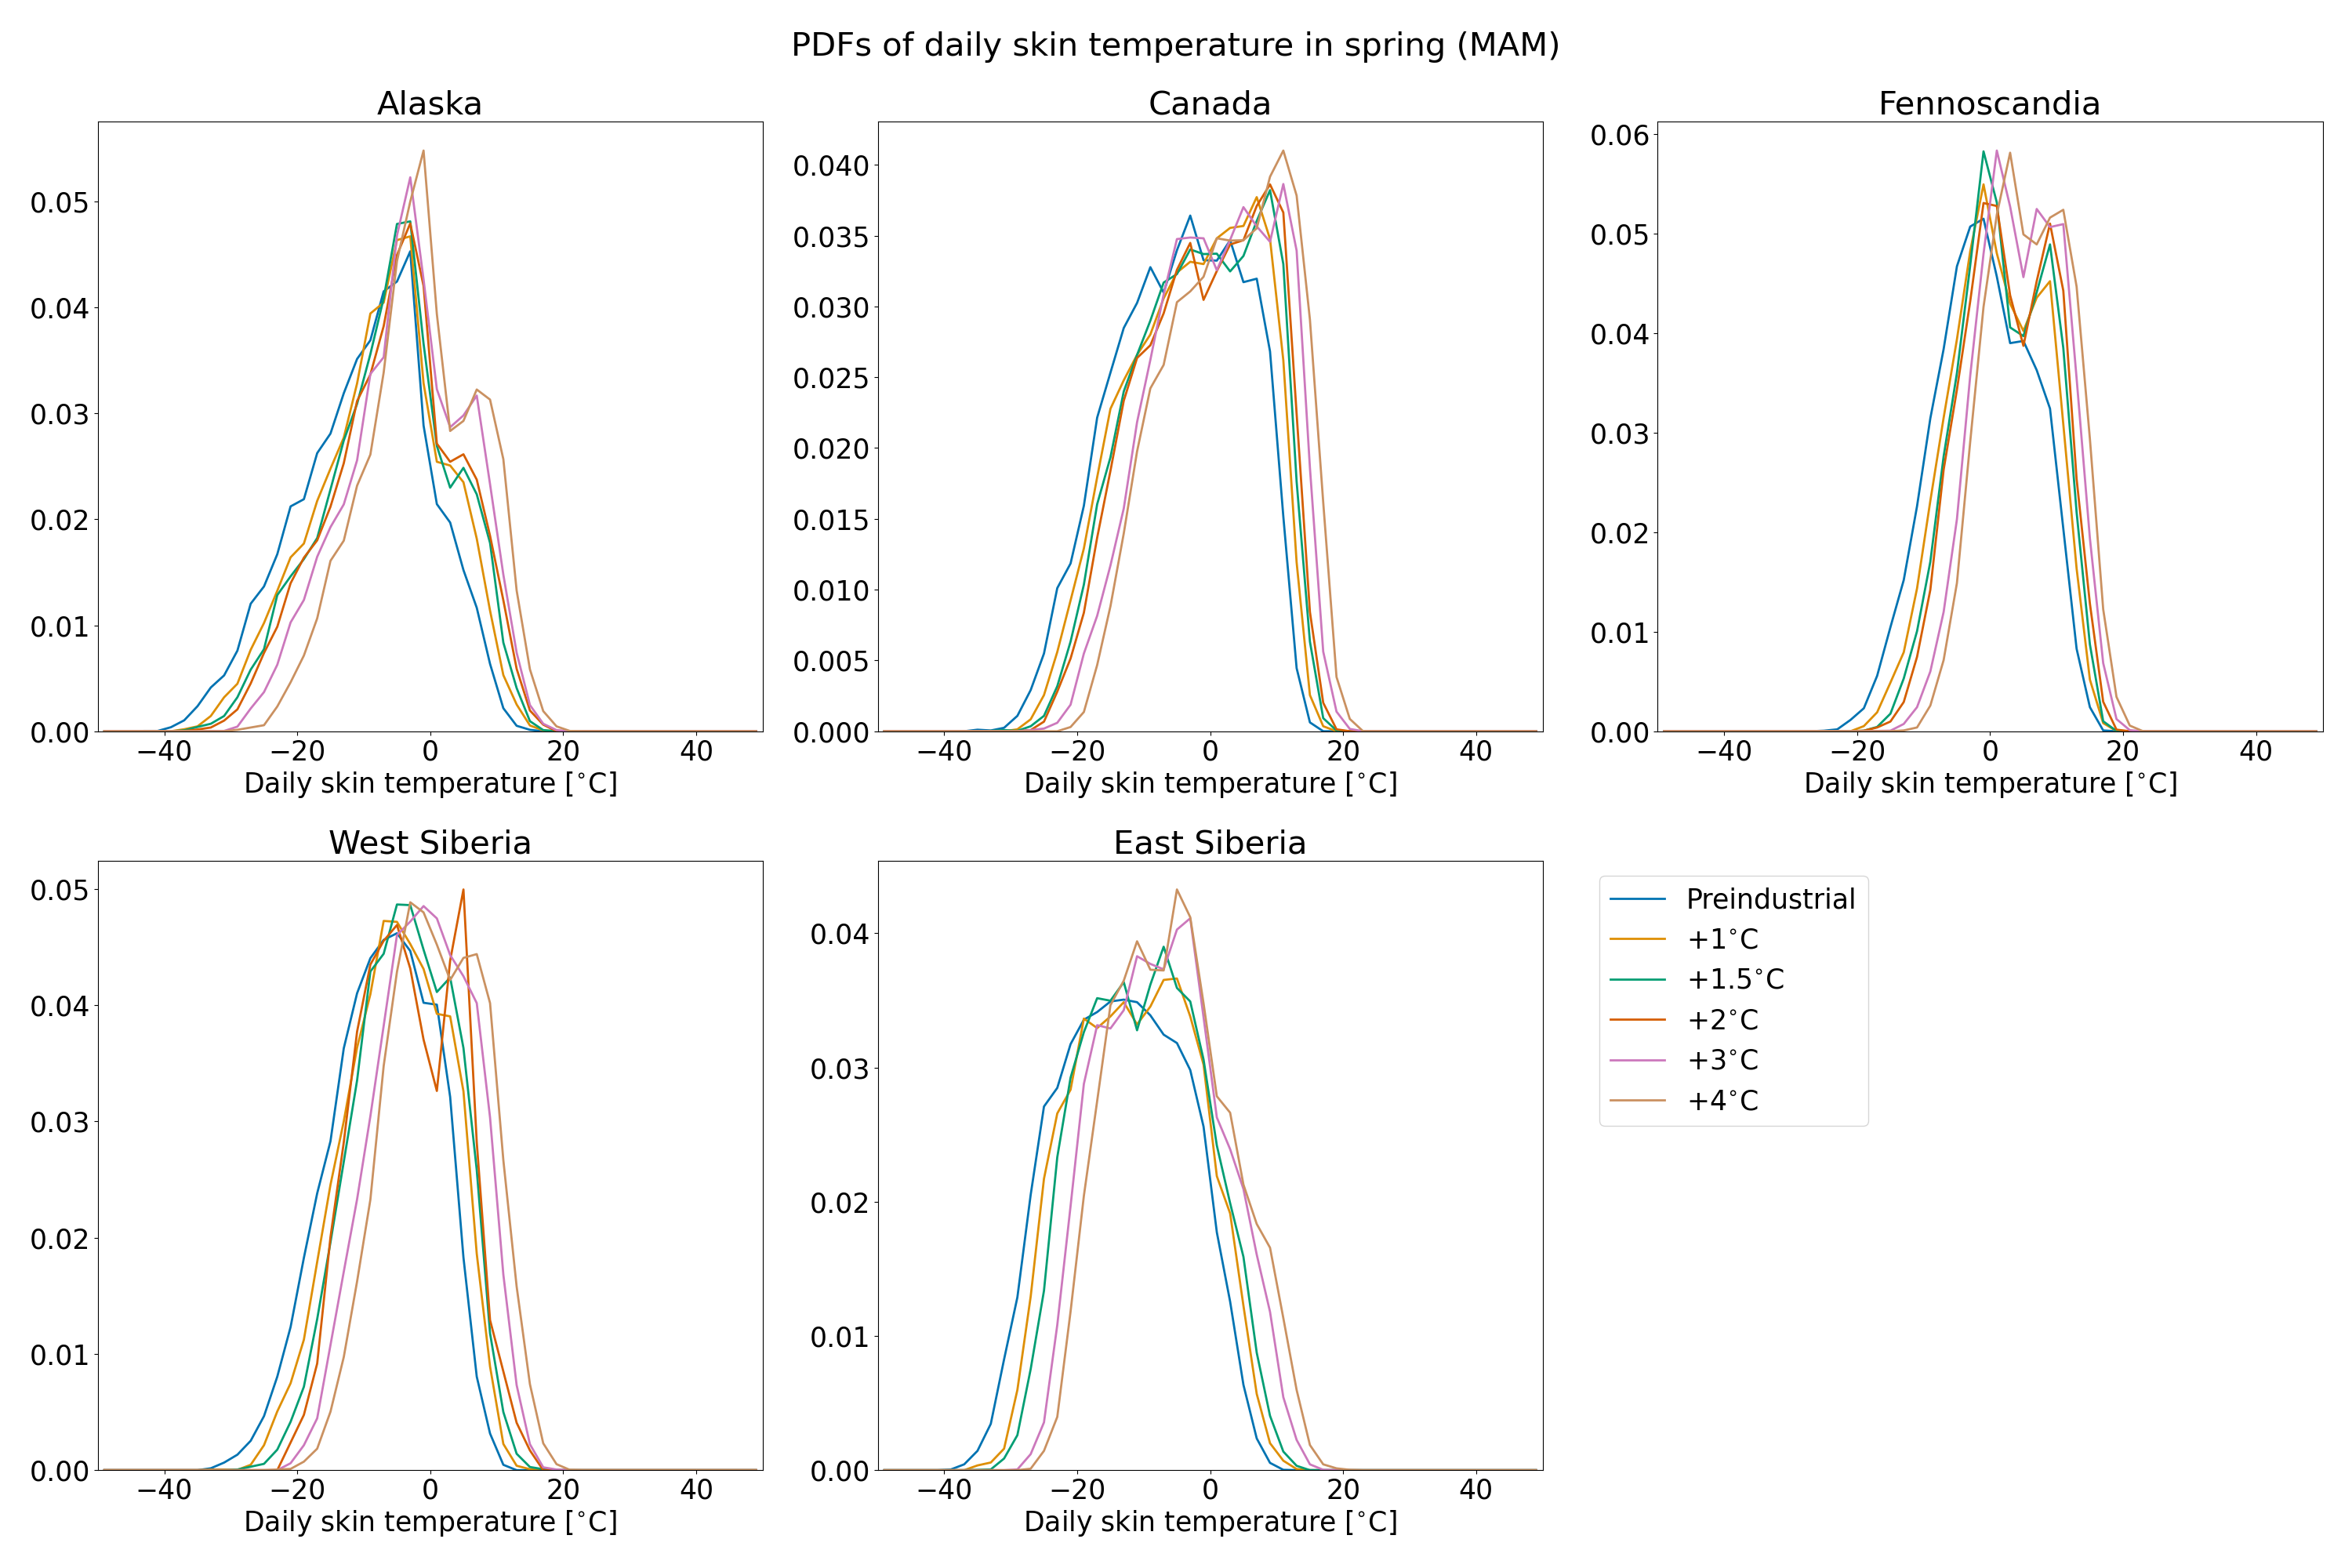 PDFs of daily skin temperature in spring (MAM)
Alaska
0.05
0.04
0.03
0.02
0.01
0.00
−40 −20 0 20 40
Daily skin temperature [°C]
Canada
0.040
0.035
0.030
0.025
0.020
0.015
0.010
0.005
0.000
−40 −20 0 20 40
Daily skin temperature [°C]
Fennoscandia
0.06
0.05
0.04
0.03
0.02
0.01
0.00
−40 −20 0 20 40
Daily skin temperature [°C]
West Siberia
0.05
0.04
0.03
0.02
0.01
0.00
−40 −20 0 20 40
Daily skin temperature [°C]
East Siberia
0.04
0.03
0.02
0.01
0.00
−40 −20 0 20 40
Daily skin temperature [°C]
Preindustrial
+1°C
+1.5°C
+2°C
+3°C
+4°C